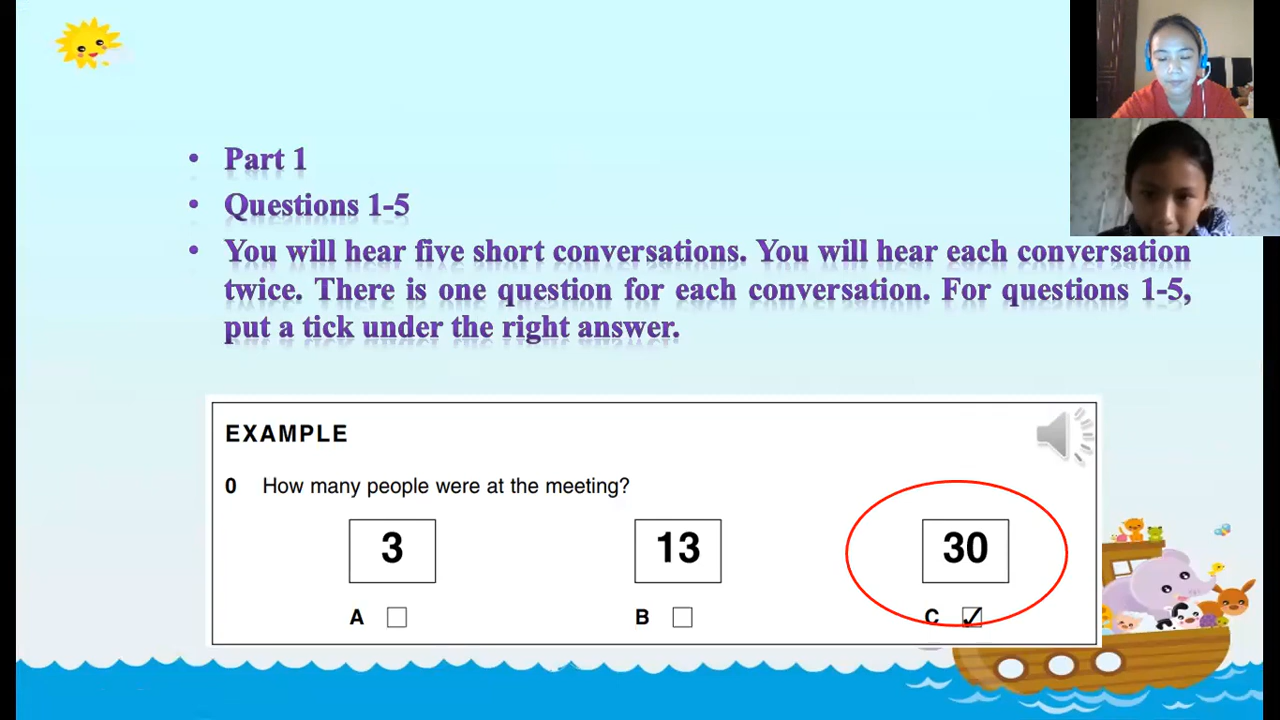 • Part 1
• Questions 1-5
• You will hear five short conversations. You will hear each conversation
twice. There is one question for each conversation. For questions 1-5,
put a tick under the right answer.
EXAMPLE
0 How many people were at the meeting?
3 13 30
A B C